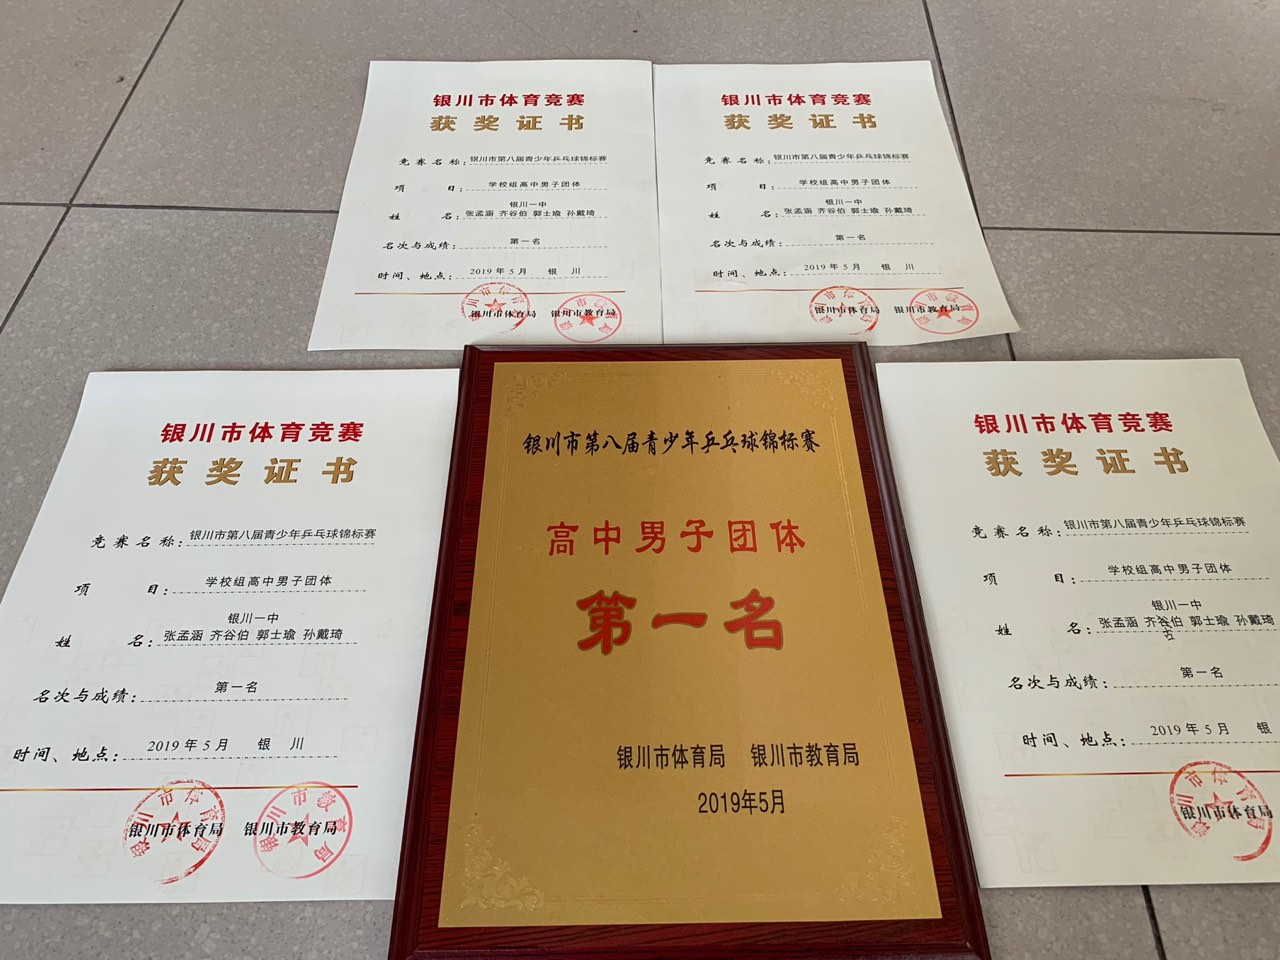 银川市体育竞赛
获奖证书
竞赛名称：银川市第八届青少年乒乓球锦标赛
项目：学校组高中男子团体
银川一中
姓名：张孟涵 齐谷伯 郭士瑜 孙戴琦
名次与成绩：第一名
时间、地点：2019年5月 银川
银川市体育局 银川市教育局
银川市体育竞赛
获奖证书
竞赛名称：银川市第八届青少年乒乓球锦标赛
项目：学校组高中男子团体
银川一中
姓名：张孟涵 齐谷伯 郭士瑜 孙戴琦
名次与成绩：第一名
时间、地点：2019年5月 银川
银川市体育局 银川市教育局
银川市体育竞赛
获奖证书
竞赛名称：银川市第八届青少年乒乓球锦标赛
项目：学校组高中男子团体
银川一中
姓名：张孟涵 齐谷伯 郭士瑜 孙戴琦
名次与成绩：第一名
时间、地点：2019年5月 银川
银川市体育局 银川市教育局
银川市第八届青少年乒乓球锦标赛
高中男子团体
第一名
银川市体育局 银川市教育局
2019年5月
银川市体育竞赛
获奖证书
竞赛名称：银川市第八届青少年乒乓球锦标赛
项目：学校组高中男子团体
银川一中
姓名：张孟涵 齐谷伯 郭士瑜 孙戴琦
名次与成绩：第一名
时间、地点：2019年5月 银
银川市体育局